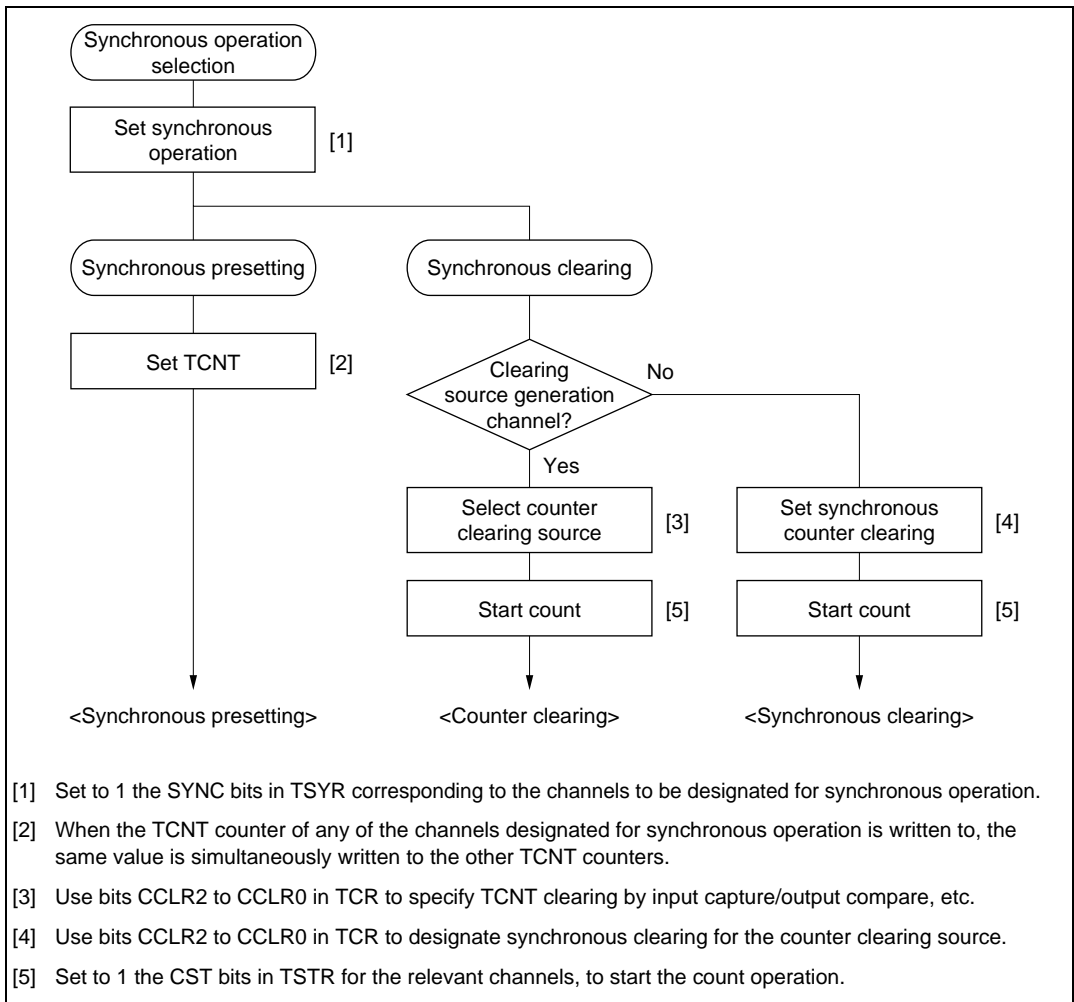 Synchronous operation
selection
Set synchronous
operation
[1]
Synchronous presetting
Synchronous clearing
Set TCNT
[2]
Clearing
source generation
channel?
No
Yes
Select counter
clearing source
[3]
Set synchronous
counter clearing
[4]
Start count
[5]
Start count
[5]
<Synchronous presetting>
<Counter clearing>
<Synchronous clearing>
[1] Set to 1 the SYNC bits in TSYR corresponding to the channels to be designated for synchronous operation.
[2] When the TCNT counter of any of the channels designated for synchronous operation is written to, the
same value is simultaneously written to the other TCNT counters.
[3] Use bits CCLR2 to CCLR0 in TCR to specify TCNT clearing by input capture/output compare, etc.
[4] Use bits CCLR2 to CCLR0 in TCR to designate synchronous clearing for the counter clearing source.
[5] Set to 1 the CST bits in TSTR for the relevant channels, to start the count operation.